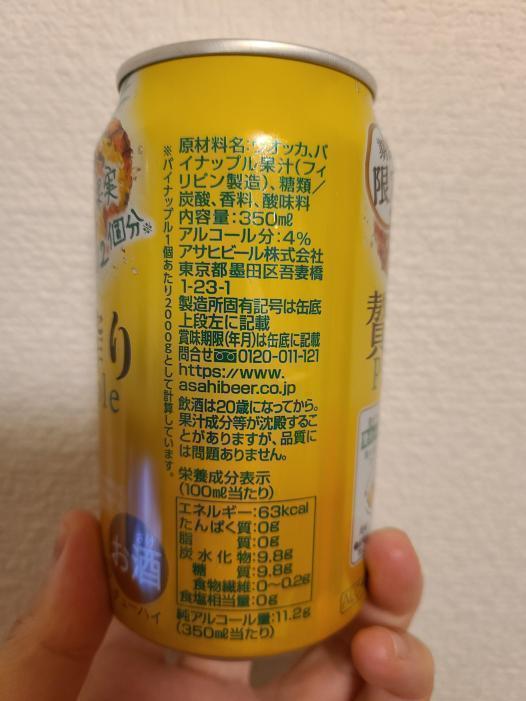 原材料名:ウオッカ、パ
イナップル果汁(フィ
リピン製造)、糖類/
炭酸、香料、酸味料
内容量:350㎖
アルコール分:4%
アサヒビール株式会社
東京都墨田区吾妻橋
1-23-1
製造所固有記号は缶底
上段左に記載
賞味期限(年月)は缶底に記載
問合せ 0120-011-121
https://www.
asahibeer.co.jp
飲酒は20歳になってから。
果汁成分等が沈殿するこ
とがありますが、品質に
は問題ありません。
栄養成分表示
(100㎖当たり)
エネルギー:63kcal
たんぱく質:0g
脂質:0g
炭水化物:9.8g
糖質:9.8g
食物繊維:0〜0.2g
食塩相当量:0g
純アルコール量:11.2g
(350㎖当たり)
※パイナップル1個あたり2000gとして計算しています。
個分※
り
お酒
限
贅